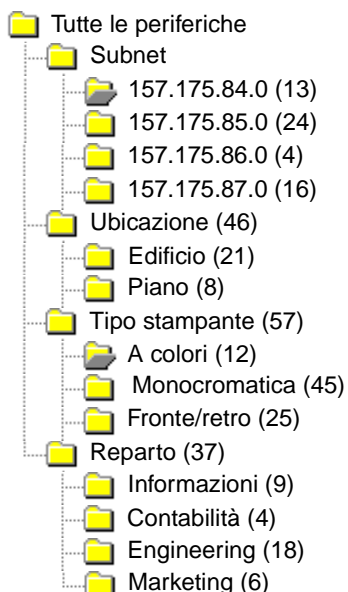 Tutte le periferiche
Subnet
157.175.84.0 (13)
157.175.85.0 (24)
157.175.86.0 (4)
157.175.87.0 (16)
Ubicazione (46)
Edificio (21)
Piano (8)
Tipo stampante (57)
A colori (12)
Monocromatica (45)
Fronte/retro (25)
Reparto (37)
Informazioni (9)
Contabilità (4)
Engineering (18)
Marketing (6)